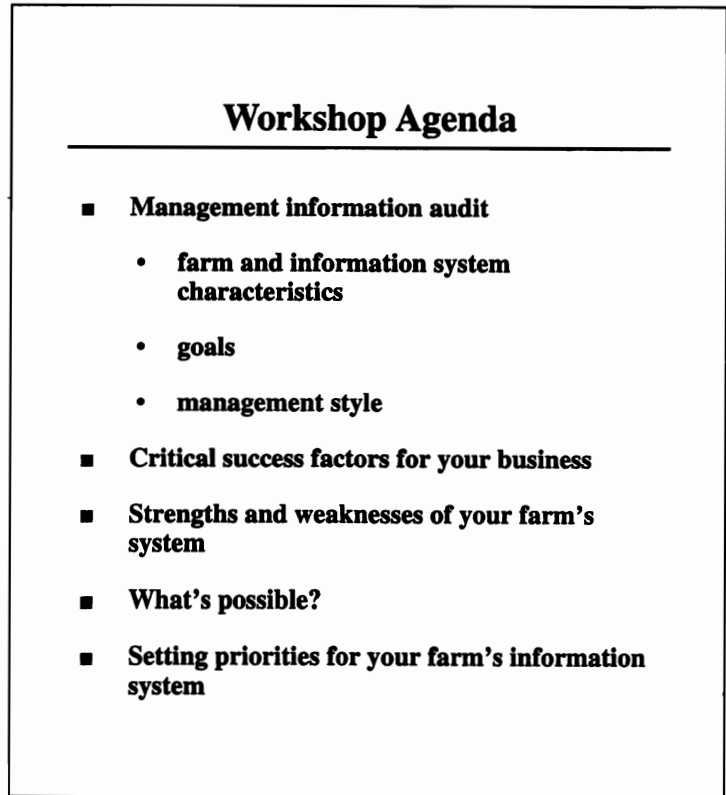 Workshop Agenda
■ Management information audit
• farm and information system
characteristics
• goals
• management style
■ Critical success factors for your business
■ Strengths and weaknesses of your farm's
system
■ What's possible?
■ Setting priorities for your farm's information
system